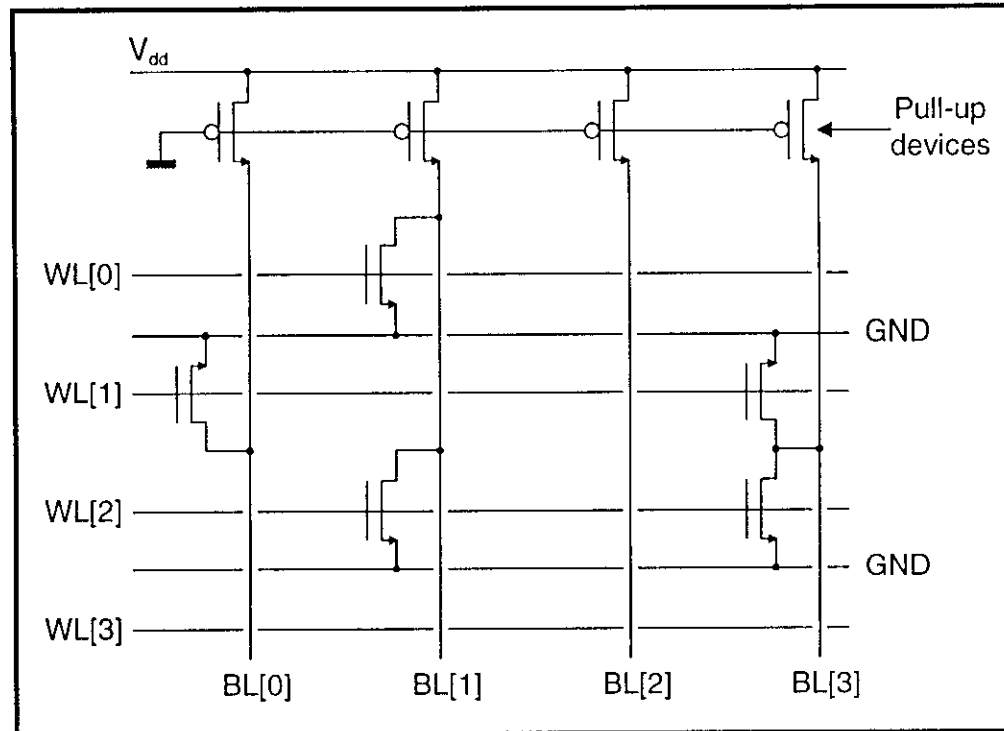 Vdd
Pull-up
devices
WL[0]
GND
WL[1]
WL[2]
GND
WL[3]
BL[0] BL[1] BL[2] BL[3]